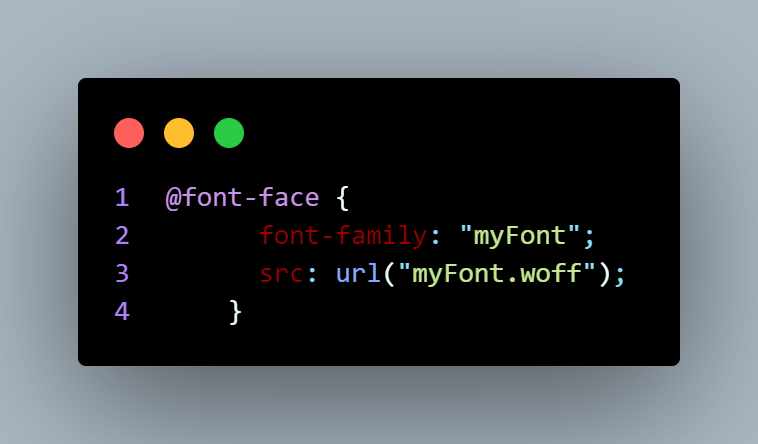 1 @font-face {
2       font-family: "myFont";
3       src: url("myFont.woff");
4     }